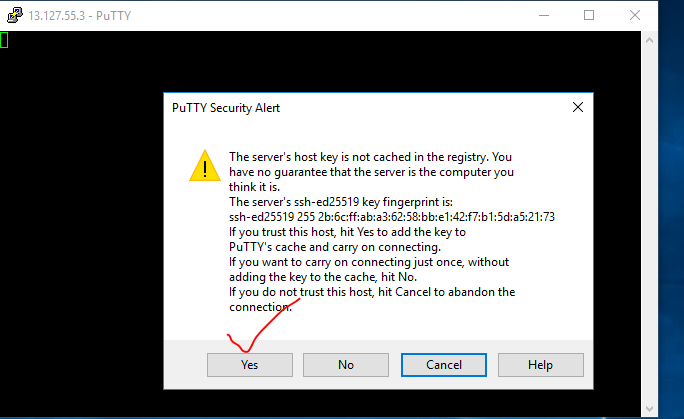 13.127.55.3 - PuTTY
PuTTY Security Alert
The server's host key is not cached in the registry. You
have no guarantee that the server is the computer you
think it is.
The server's ssh-ed25519 key fingerprint is:
ssh-ed25519 255 2b:6c:ff:ab:a3:62:58:bb:e1:42:f7:b1:5d:a5:21:73
If you trust this host, hit Yes to add the key to
PuTTY's cache and carry on connecting.
If you want to carry on connecting just once, without
adding the key to the cache, hit No.
If you do not trust this host, hit Cancel to abandon the
connection.
Yes
No
Cancel
Help